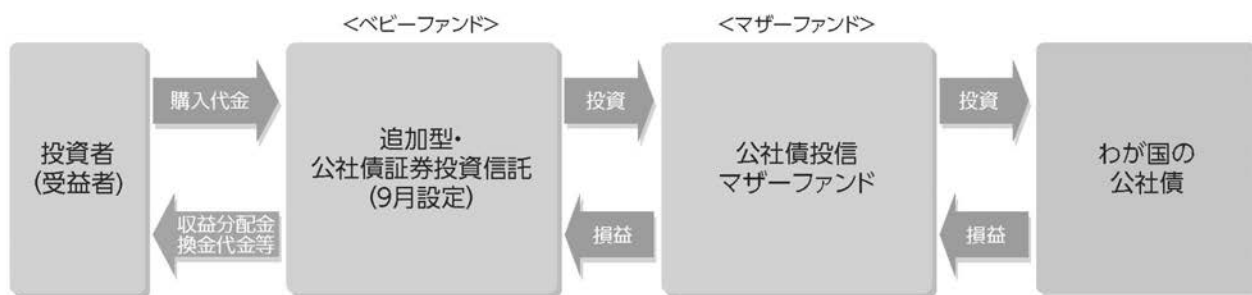 <ベビーファンド>
<マザーファンド>
投資者
(受益者)
購入代金
収益分配金
換金代金等
追加型・
公社債証券投資信託
(9月設定)
投資
損益
公社債投信
マザーファンド
投資
損益
わが国の
公社債